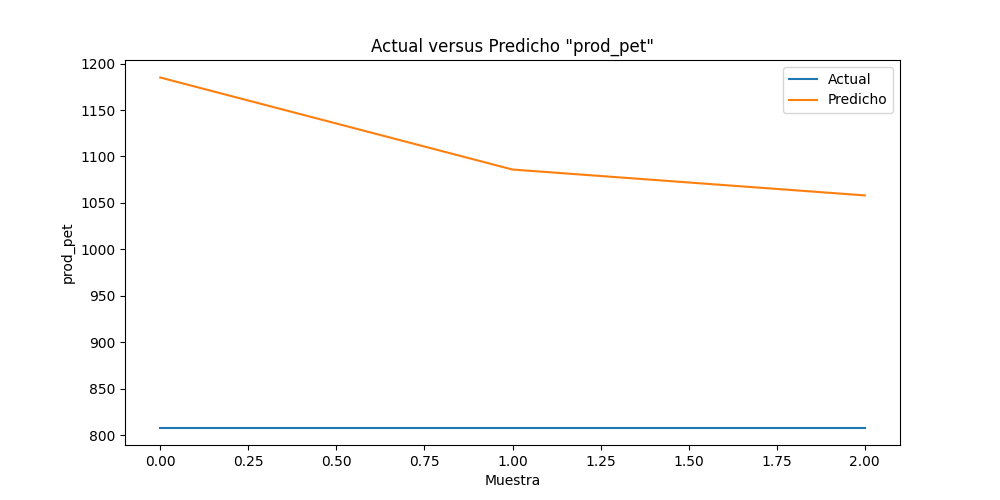 Actual versus Predicho "prod_pet"
Actual
Predicho
prod_pet
1200
1150
1100
1050
1000
950
900
850
800
0.00 0.25 0.50 0.75 1.00 1.25 1.50 1.75 2.00
Muestra